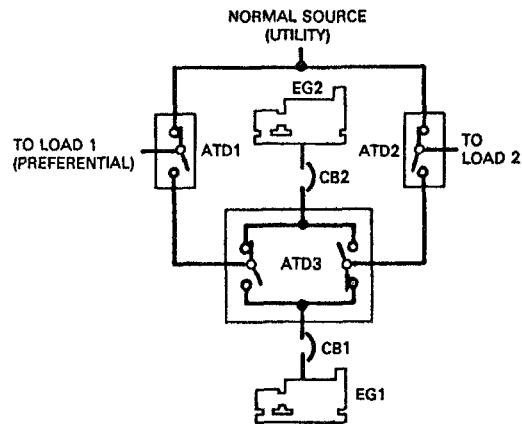 NORMAL SOURCE
(UTILITY)
EG2
TO LOAD 1
(PREFERENTIAL)
ATD1
ATD2
TO
LOAD 2
CB2
ATD3
CB1
EG1